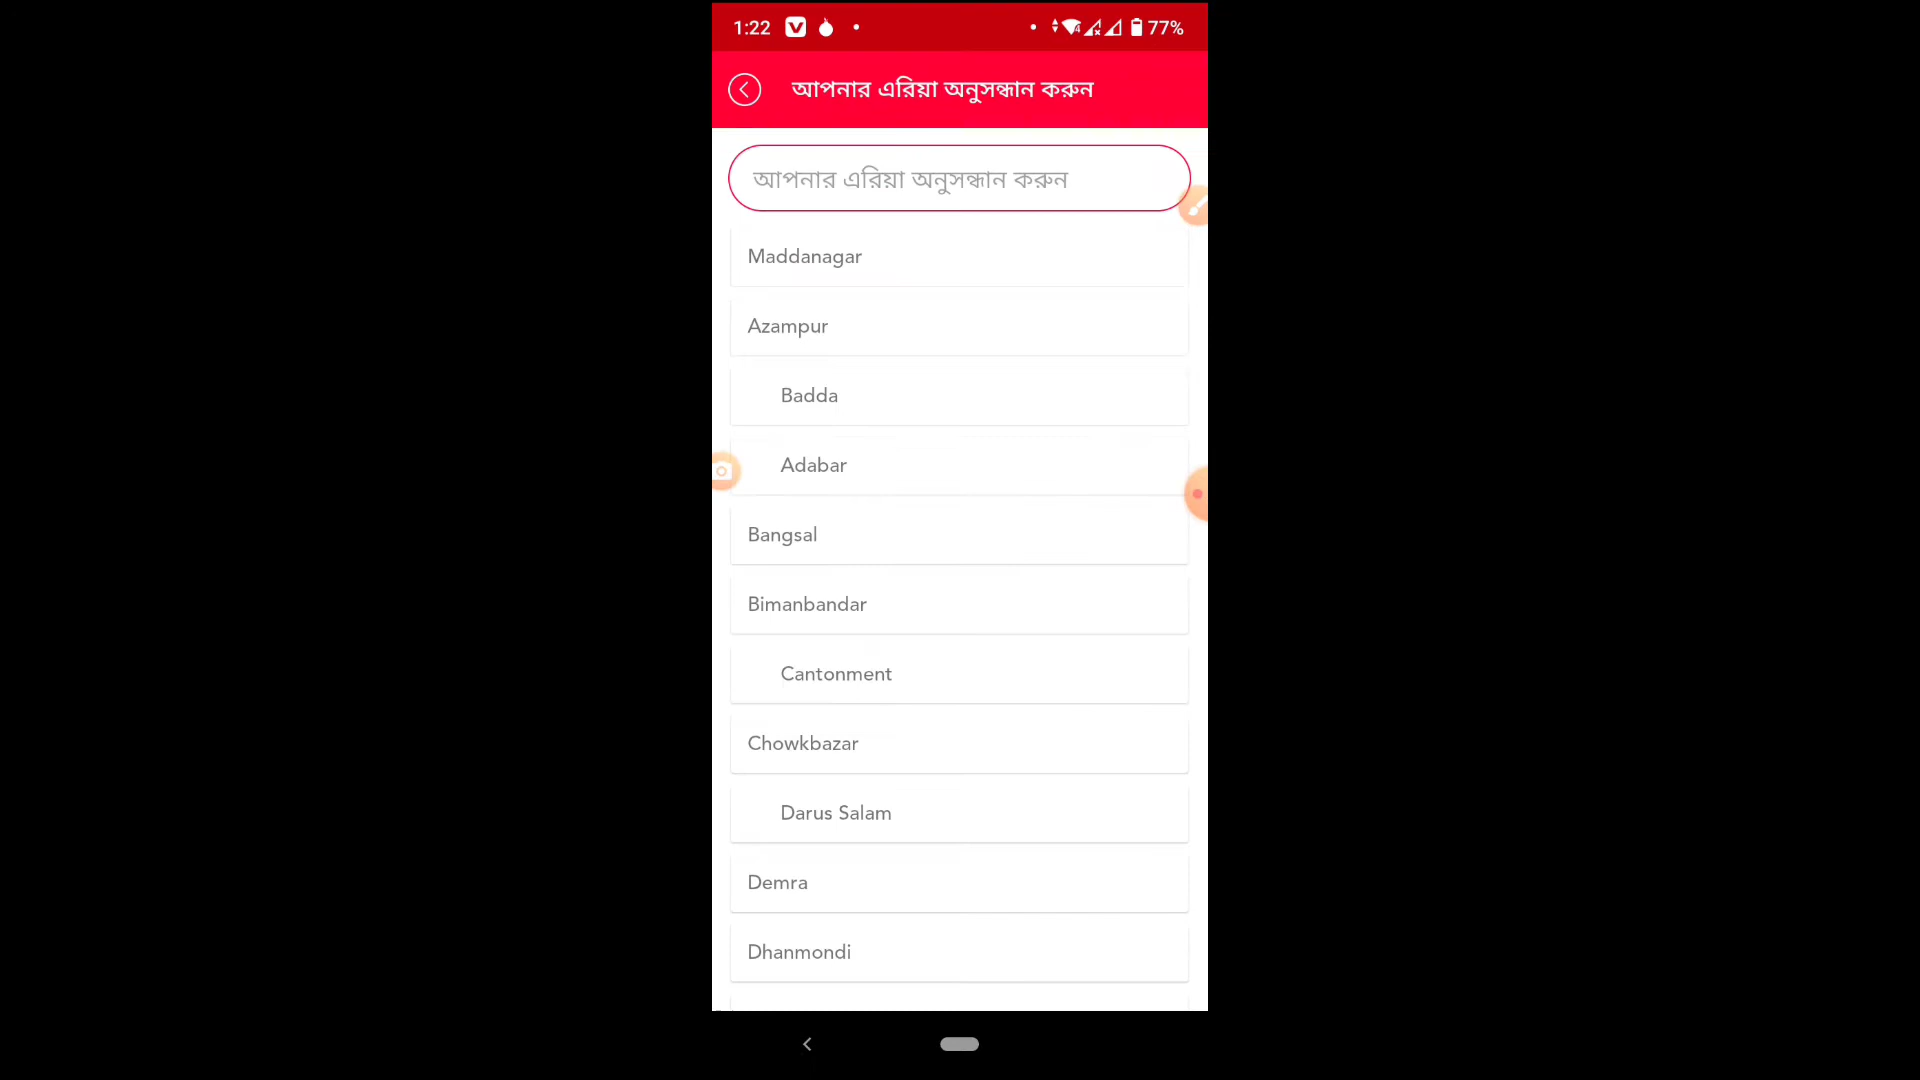 1:22 77%
আপনার এরিয়া অনুসন্ধান করুন
আপনার এরিয়া অনুসন্ধান করুন
Maddanagar
Azampur
Badda
Adabar
Bangsal
Bimanbandar
Cantonment
Chowkbazar
Darus Salam
Demra
Dhanmondi